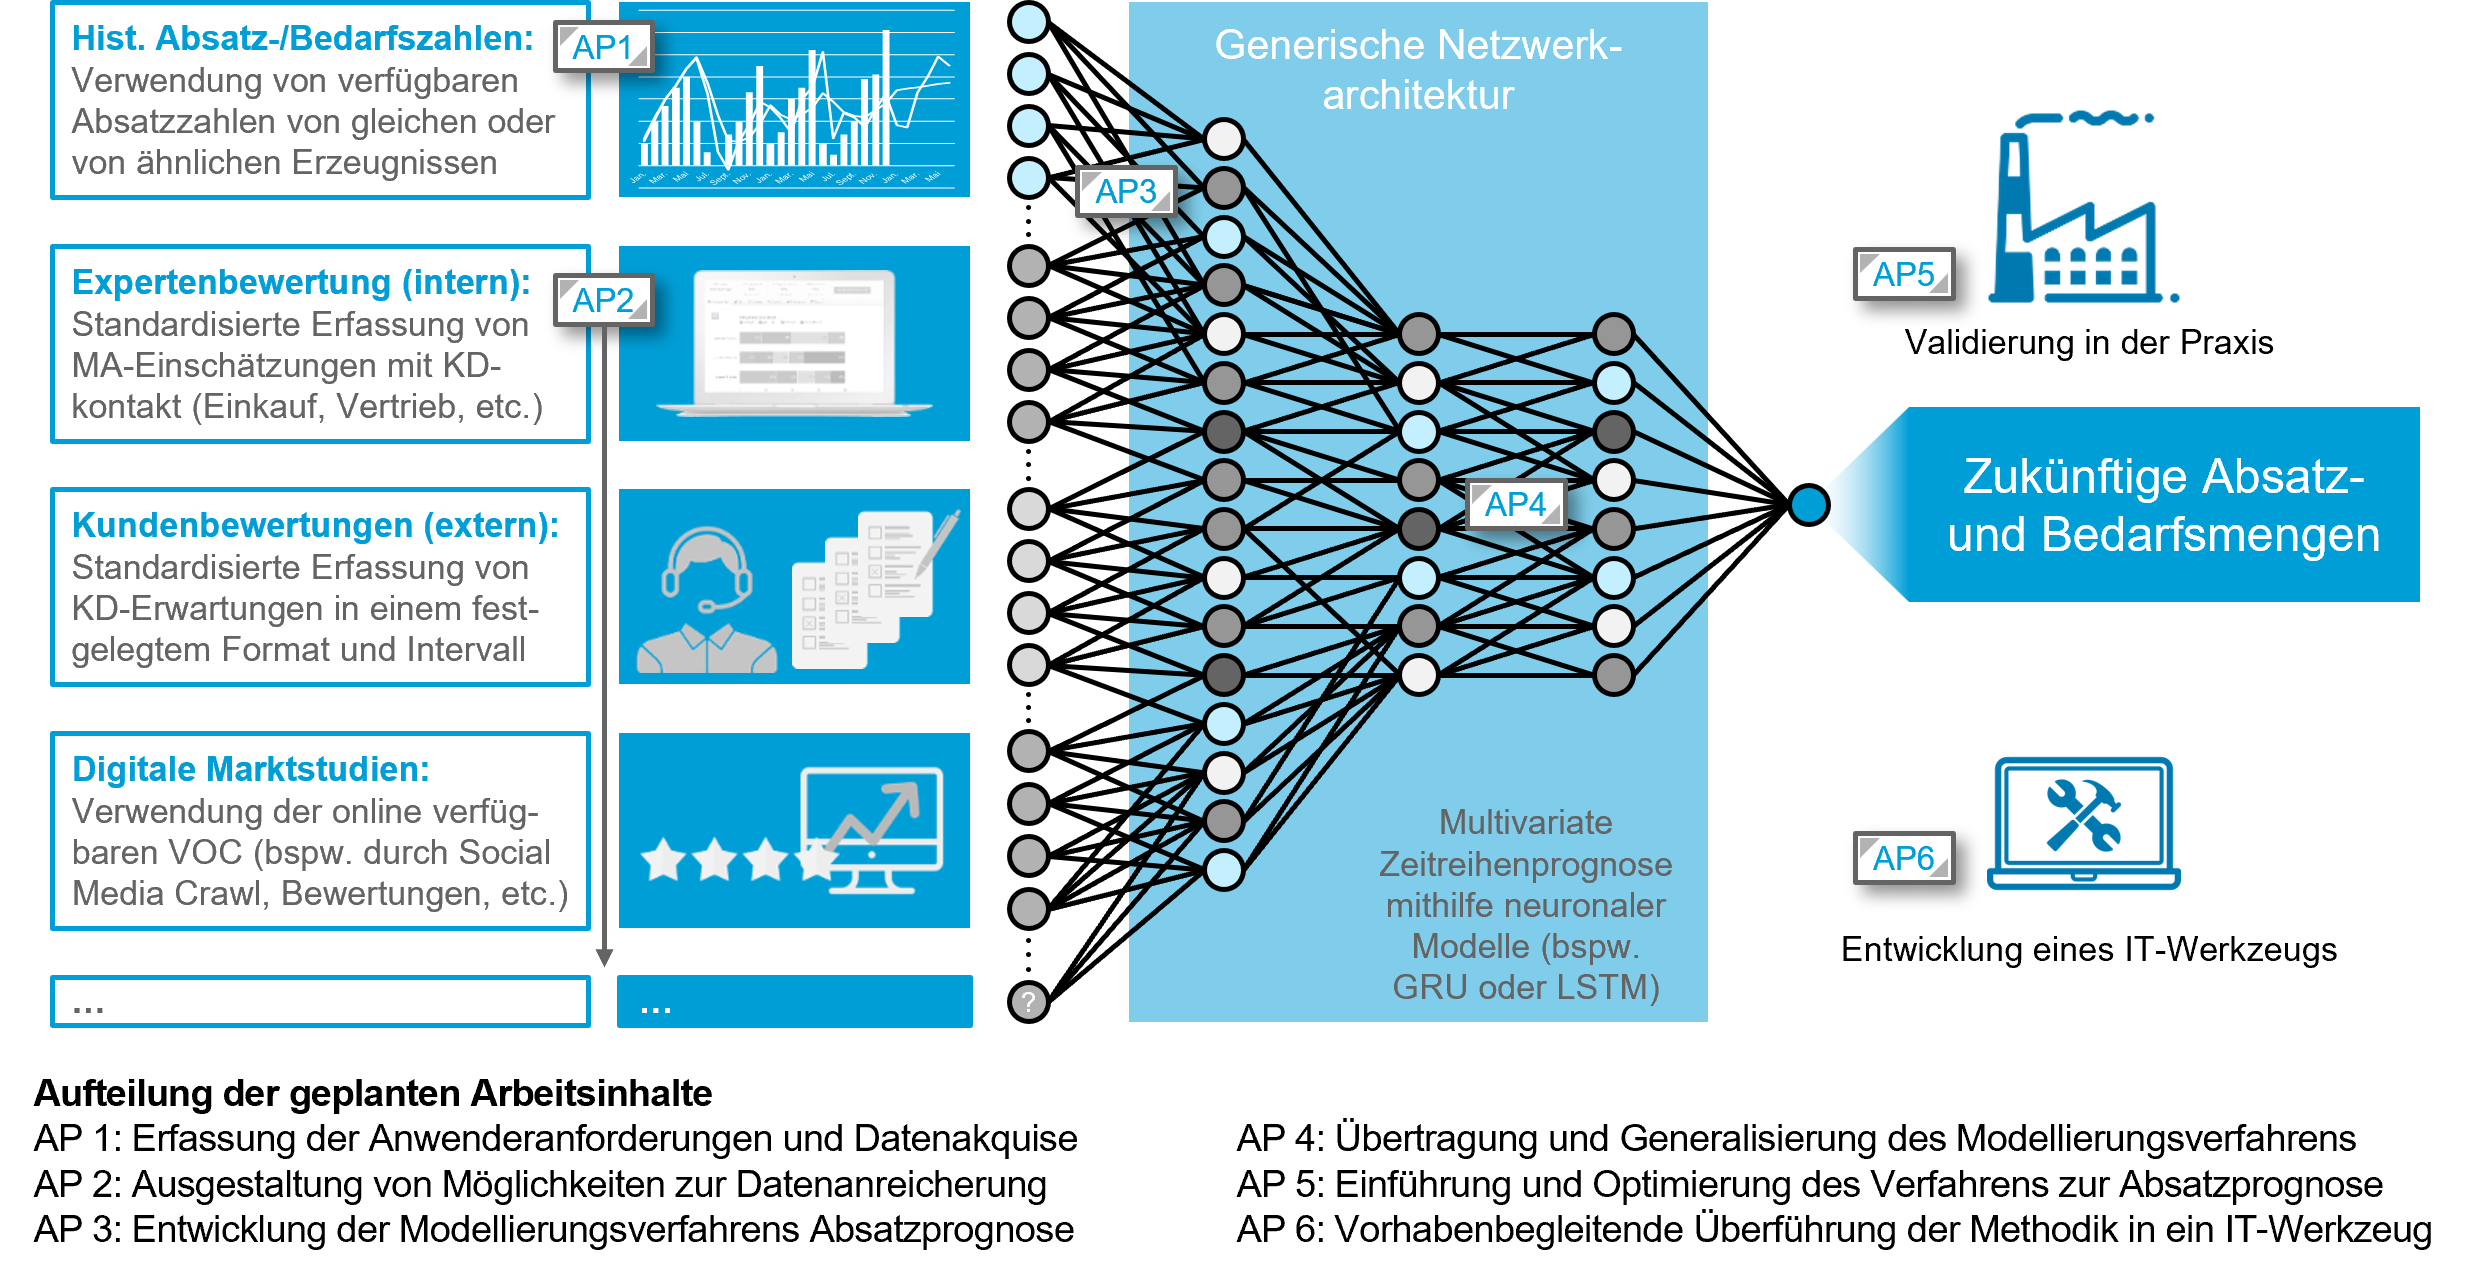 Hist. Absatz-/Bedarfszahlen:
Verwendung von verfügbaren
Absatzzahlen von gleichen oder
von ähnlichen Erzeugnissen
AP1
Jan. Mar. Mai Jul. Sept. Nov. Jan. Mar. Mai Jul. Sept. Nov. Jan. Mar. Mai
Expertenbewertung (intern):
Standardisierte Erfassung von
MA-Einschätzungen mit KD-
kontakt (Einkauf, Vertrieb, etc.)
AP2
Kundenbewertungen (extern):
Standardisierte Erfassung von
KD-Erwartungen in einem fest-
gelegtem Format und Intervall
Digitale Marktstudien:
Verwendung der online verfüg-
baren VOC (bspw. durch Social
Media Crawl, Bewertungen, etc.)
...
...
?
Generische Netzwerk-
architektur
AP3
AP4
Multivariate
Zeitreihenprognose
mithilfe neuronaler
Modelle (bspw.
GRU oder LSTM)
AP5
Validierung in der Praxis
Zukünftige Absatz-
und Bedarfsmengen
AP6
Entwicklung eines IT-Werkzeugs
Aufteilung der geplanten Arbeitsinhalte
AP 1: Erfassung der Anwenderanforderungen und Datenakquise
AP 2: Ausgestaltung von Möglichkeiten zur Datenanreicherung
AP 3: Entwicklung der Modellierungsverfahrens Absatzprognose
AP 4: Übertragung und Generalisierung des Modellierungsverfahrens
AP 5: Einführung und Optimierung des Verfahrens zur Absatzprognose
AP 6: Vorhabenbegleitende Überführung der Methodik in ein IT-Werkzeug